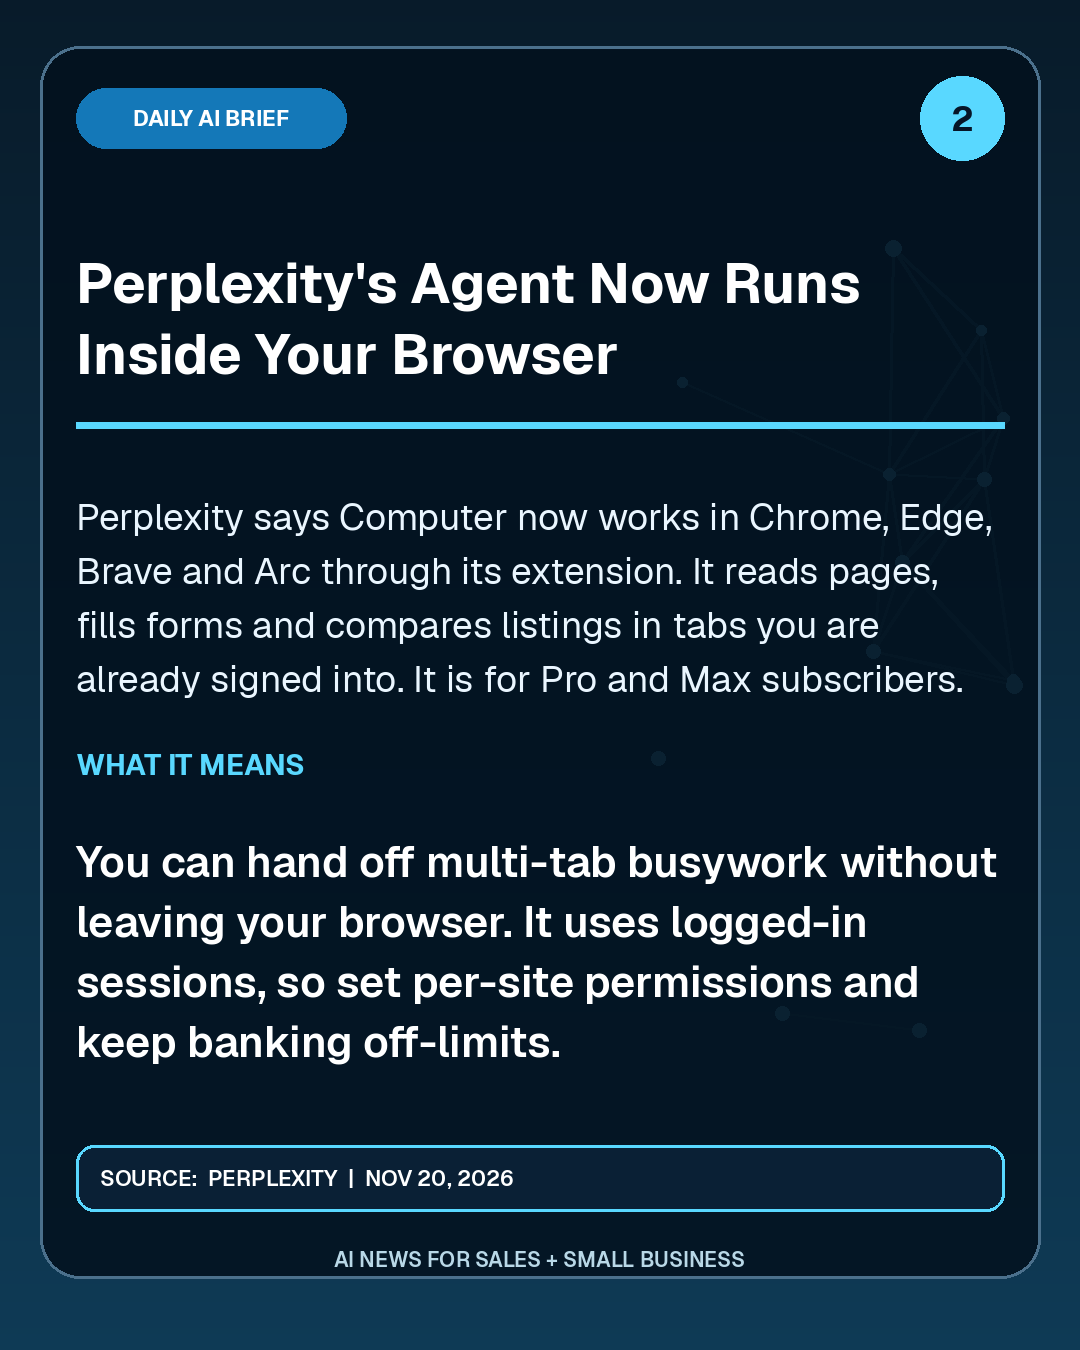 DAILY AI BRIEF
2
Perplexity's Agent Now Runs
Inside Your Browser
Perplexity says Computer now works in Chrome, Edge,
Brave and Arc through its extension. It reads pages,
fills forms and compares listings in tabs you are
already signed into. It is for Pro and Max subscribers.
WHAT IT MEANS
You can hand off multi-tab busywork without
leaving your browser. It uses logged-in
sessions, so set per-site permissions and
keep banking off-limits.
SOURCE: PERPLEXITY | NOV 20, 2026
AI NEWS FOR SALES + SMALL BUSINESS